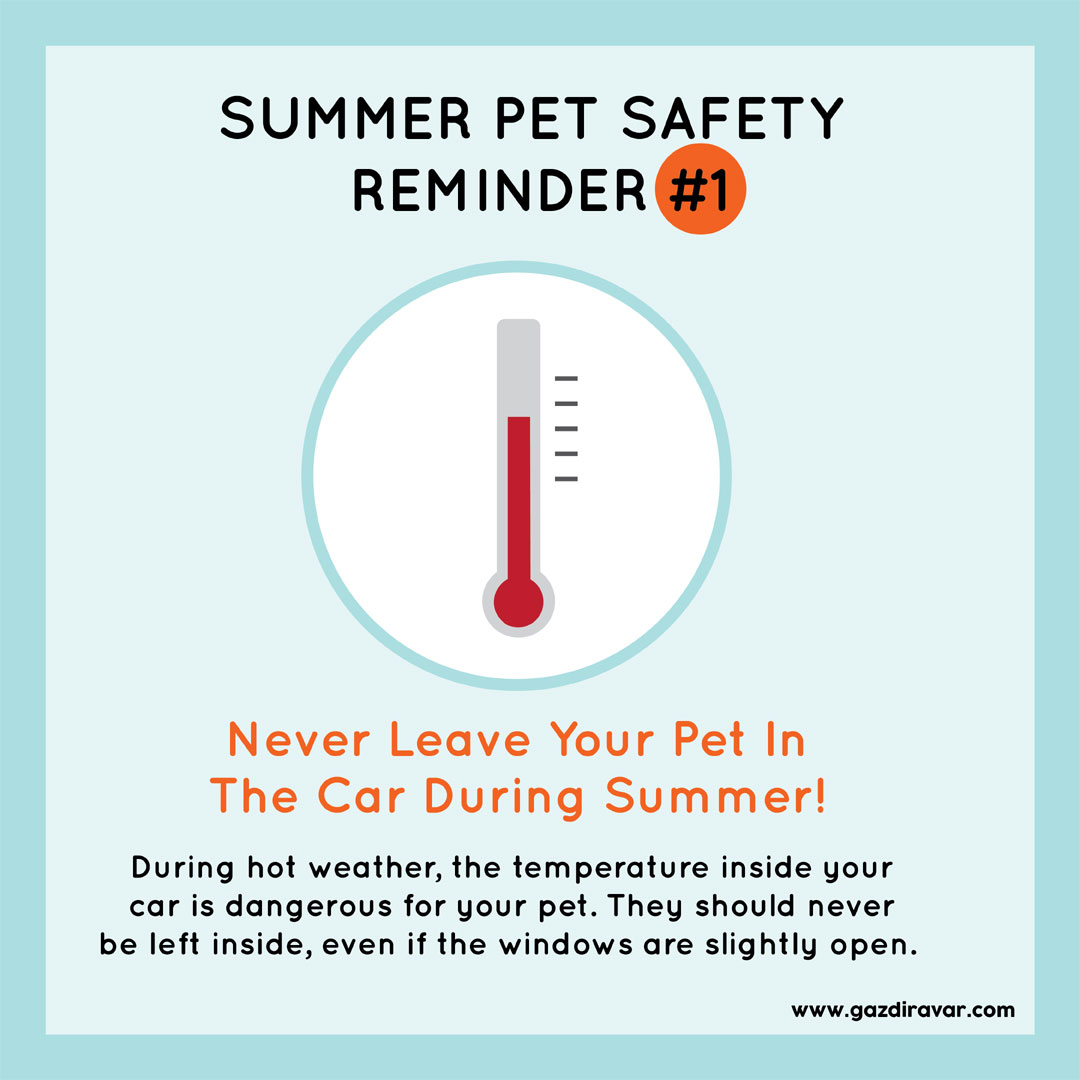 SUMMER PET SAFETY
REMINDER #1
Never Leave Your Pet In
The Car During Summer!
During hot weather, the temperature inside your
car is dangerous for your pet. They should never
be left inside, even if the windows are slightly open.
www.gazdiravar.com